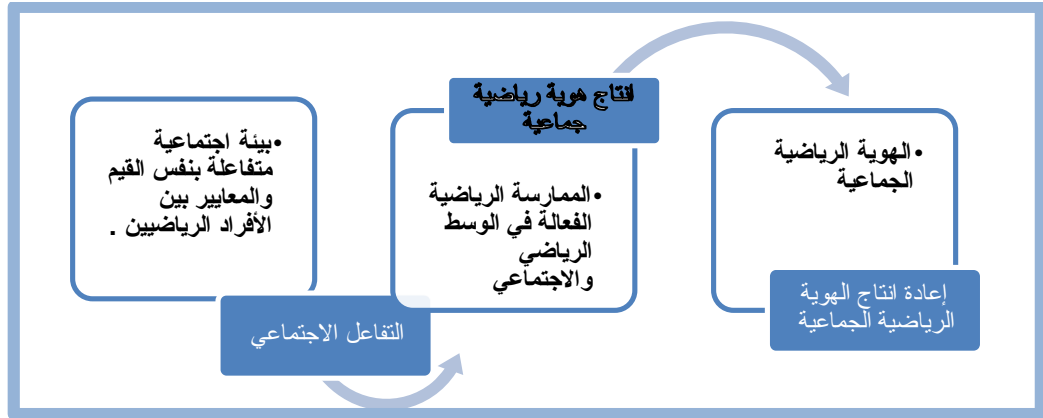 •بيئة اجتماعية
متفاعلة بنفس القيم
والمعايير بين
الأفراد الرياضيين .
التفاعل الاجتماعي
انتاج هوية رياضية
جماعية
•الممارسة الرياضية
الفعالة في الوسط
الرياضي
والاجتماعي
•الهوية الرياضية
الجماعية
إعادة انتاج الهوية
الرياضية الجماعية